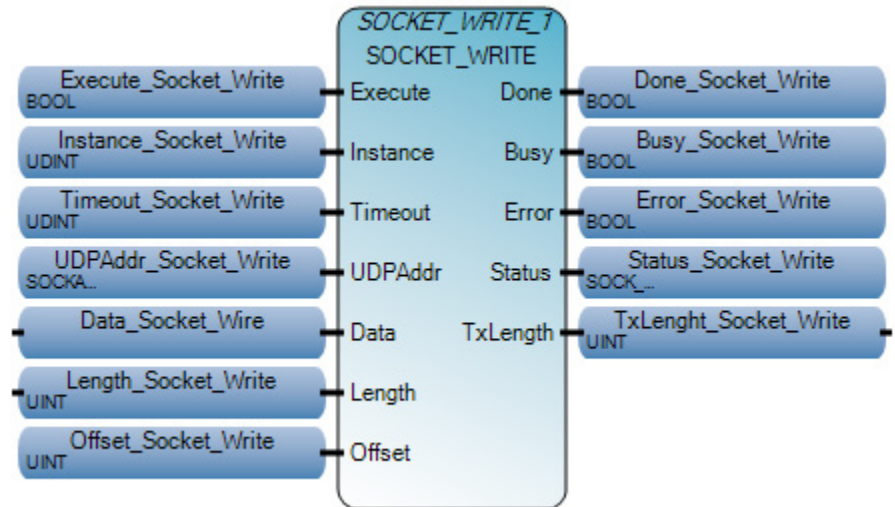 SOCKET_WRITE_1
SOCKET_WRITE
Execute_Socket_Write
BOOL
Execute
Done
Done_Socket_Write
BOOL
Instance_Socket_Write
UDINT
Instance
Busy
Busy_Socket_Write
BOOL
Timeout_Socket_Write
UDINT
Timeout
Error
Error_Socket_Write
BOOL
UDPAddr_Socket_Write
SOCKA...
UDPAddr
Status
Status_Socket_Write
SOCK_...
Data_Socket_Wire
Data
TxLength
TxLenght_Socket_Write
UINT
Length_Socket_Write
UINT
Length
Offset_Socket_Write
UINT
Offset